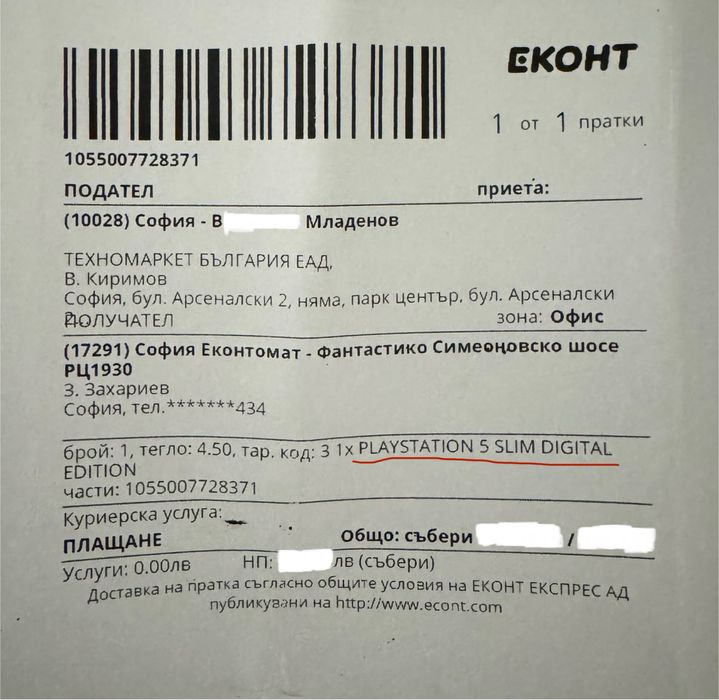 ЕКОНТ
1 от 1 пратки
1055007728371
ПОДАТЕЛ приета:
(10028) София - В Младенов
ТЕХНОМАРКЕТ БЪЛГАРИЯ ЕАД,
В. Киримов
София, бул. Арсеналски 2, няма, парк център, бул. Арсеналски
2
ПОЛУЧАТЕЛ зона: Офис
(17291) София Еконтомат - Фантастико Симеоновско шосе
РЦ1930
З. Захариев
София, тел.*******434
брой: 1, тегло: 4.50, тар. код: 3 1x PLAYSTATION 5 SLIM DIGITAL
EDITION
части: 1055007728371
Куриерска услуга:
ПЛАЩАНЕ Общо: събери /
Услуги: 0.00лв НП: лв (събери)
Доставка на пратка съгласно общите условия на ЕКОНТ ЕКСПРЕС АД
публикувани на http://www.econt.com